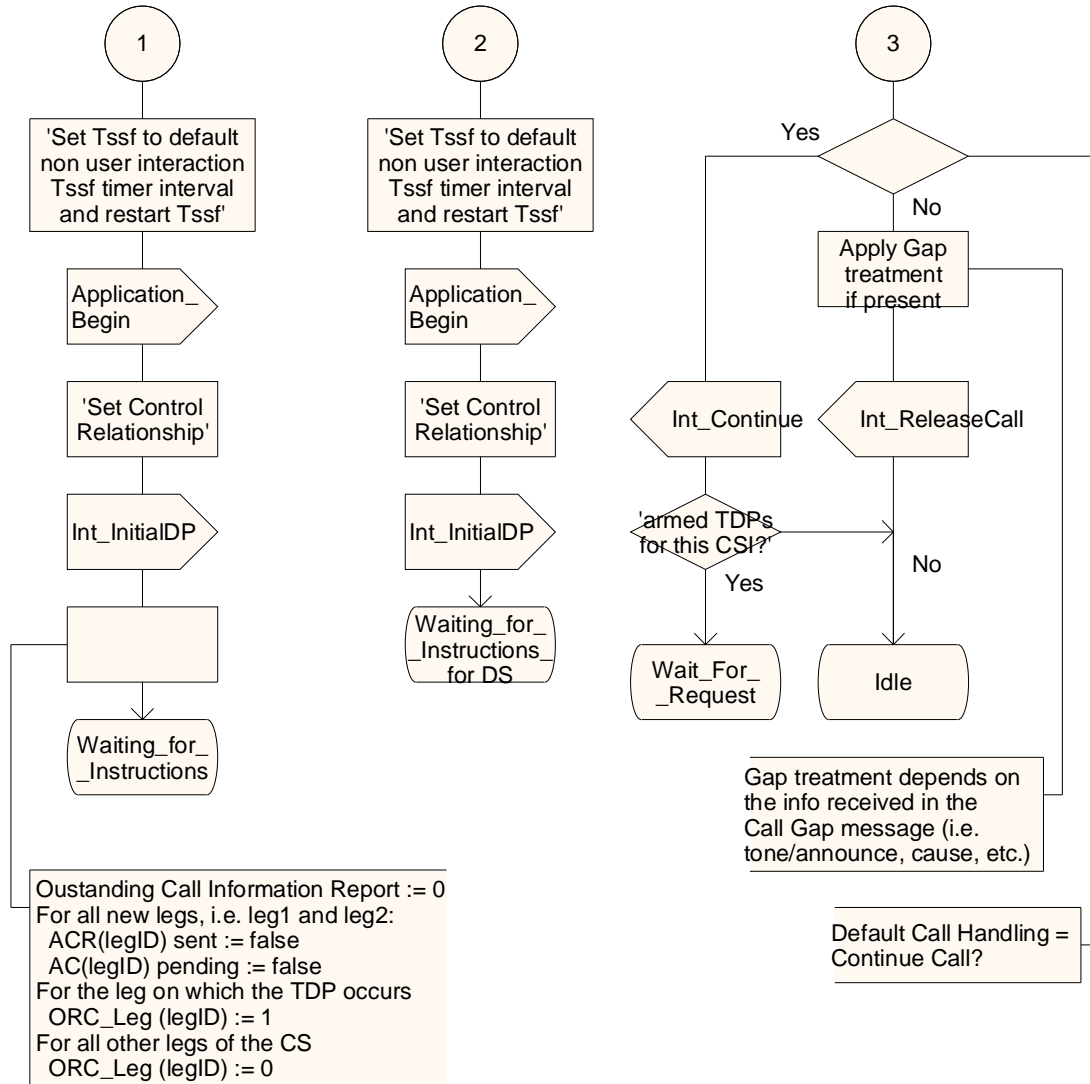 1
'Set Tssf to default
non user interaction
Tssf timer interval
and restart Tssf'
Application_
Begin
'Set Control
Relationship'
Int_InitialDP
Waiting_for_
_Instructions
Oustanding Call Information Report := 0
For all new legs, i.e. leg1 and leg2:
ACR(legID) sent := false
AC(legID) pending := false
For the leg on which the TDP occurs
ORC_Leg (legID) := 1
For all other legs of the CS
ORC_Leg (legID) := 0
2
'Set Tssf to default
non user interaction
Tssf timer interval
and restart Tssf'
Application_
Begin
'Set Control
Relationship'
Int_InitialDP
Waiting_for_
_Instructions_
for DS
3
Yes
No
Apply Gap
treatment
if present
Int_Continue
Int_ReleaseCall
'armed TDPs
for this CSI?'
No
Yes
Wait_For_
_Request
Idle
Gap treatment depends on
the info received in the
Call Gap message (i.e.
tone/announce, cause, etc.)
Default Call Handling =
Continue Call?